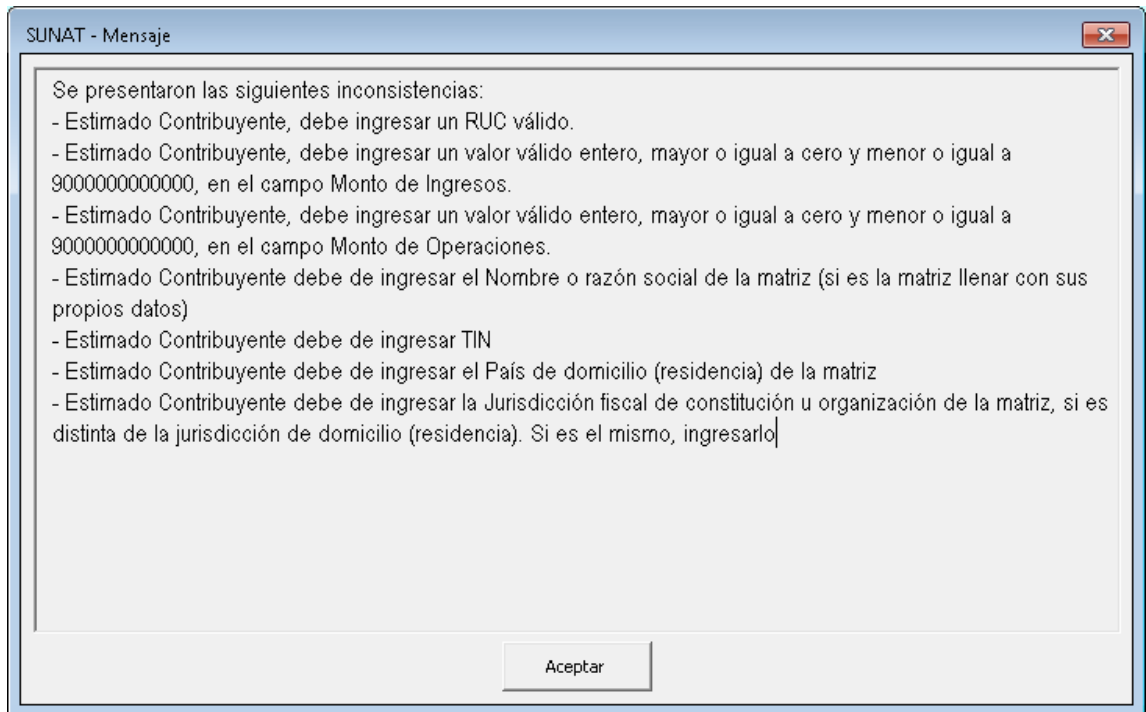 SUNAT - Mensaje
Se presentaron las siguientes inconsistencias:
- Estimado Contribuyente, debe ingresar un RUC válido.
- Estimado Contribuyente, debe ingresar un valor válido entero, mayor o igual a cero y menor o igual a
9000000000000, en el campo Monto de Ingresos.
- Estimado Contribuyente, debe ingresar un valor válido entero, mayor o igual a cero y menor o igual a
9000000000000, en el campo Monto de Operaciones.
- Estimado Contribuyente debe de ingresar el Nombre o razón social de la matriz (si es la matriz llenar con sus
propios datos)
- Estimado Contribuyente debe de ingresar TIN
- Estimado Contribuyente debe de ingresar el País de domicilio (residencia) de la matriz
- Estimado Contribuyente debe de ingresar la Jurisdicción fiscal de constitución u organización de la matriz, si es
distinta de la jurisdicción de domicilio (residencia). Si es el mismo, ingresarlo
Aceptar